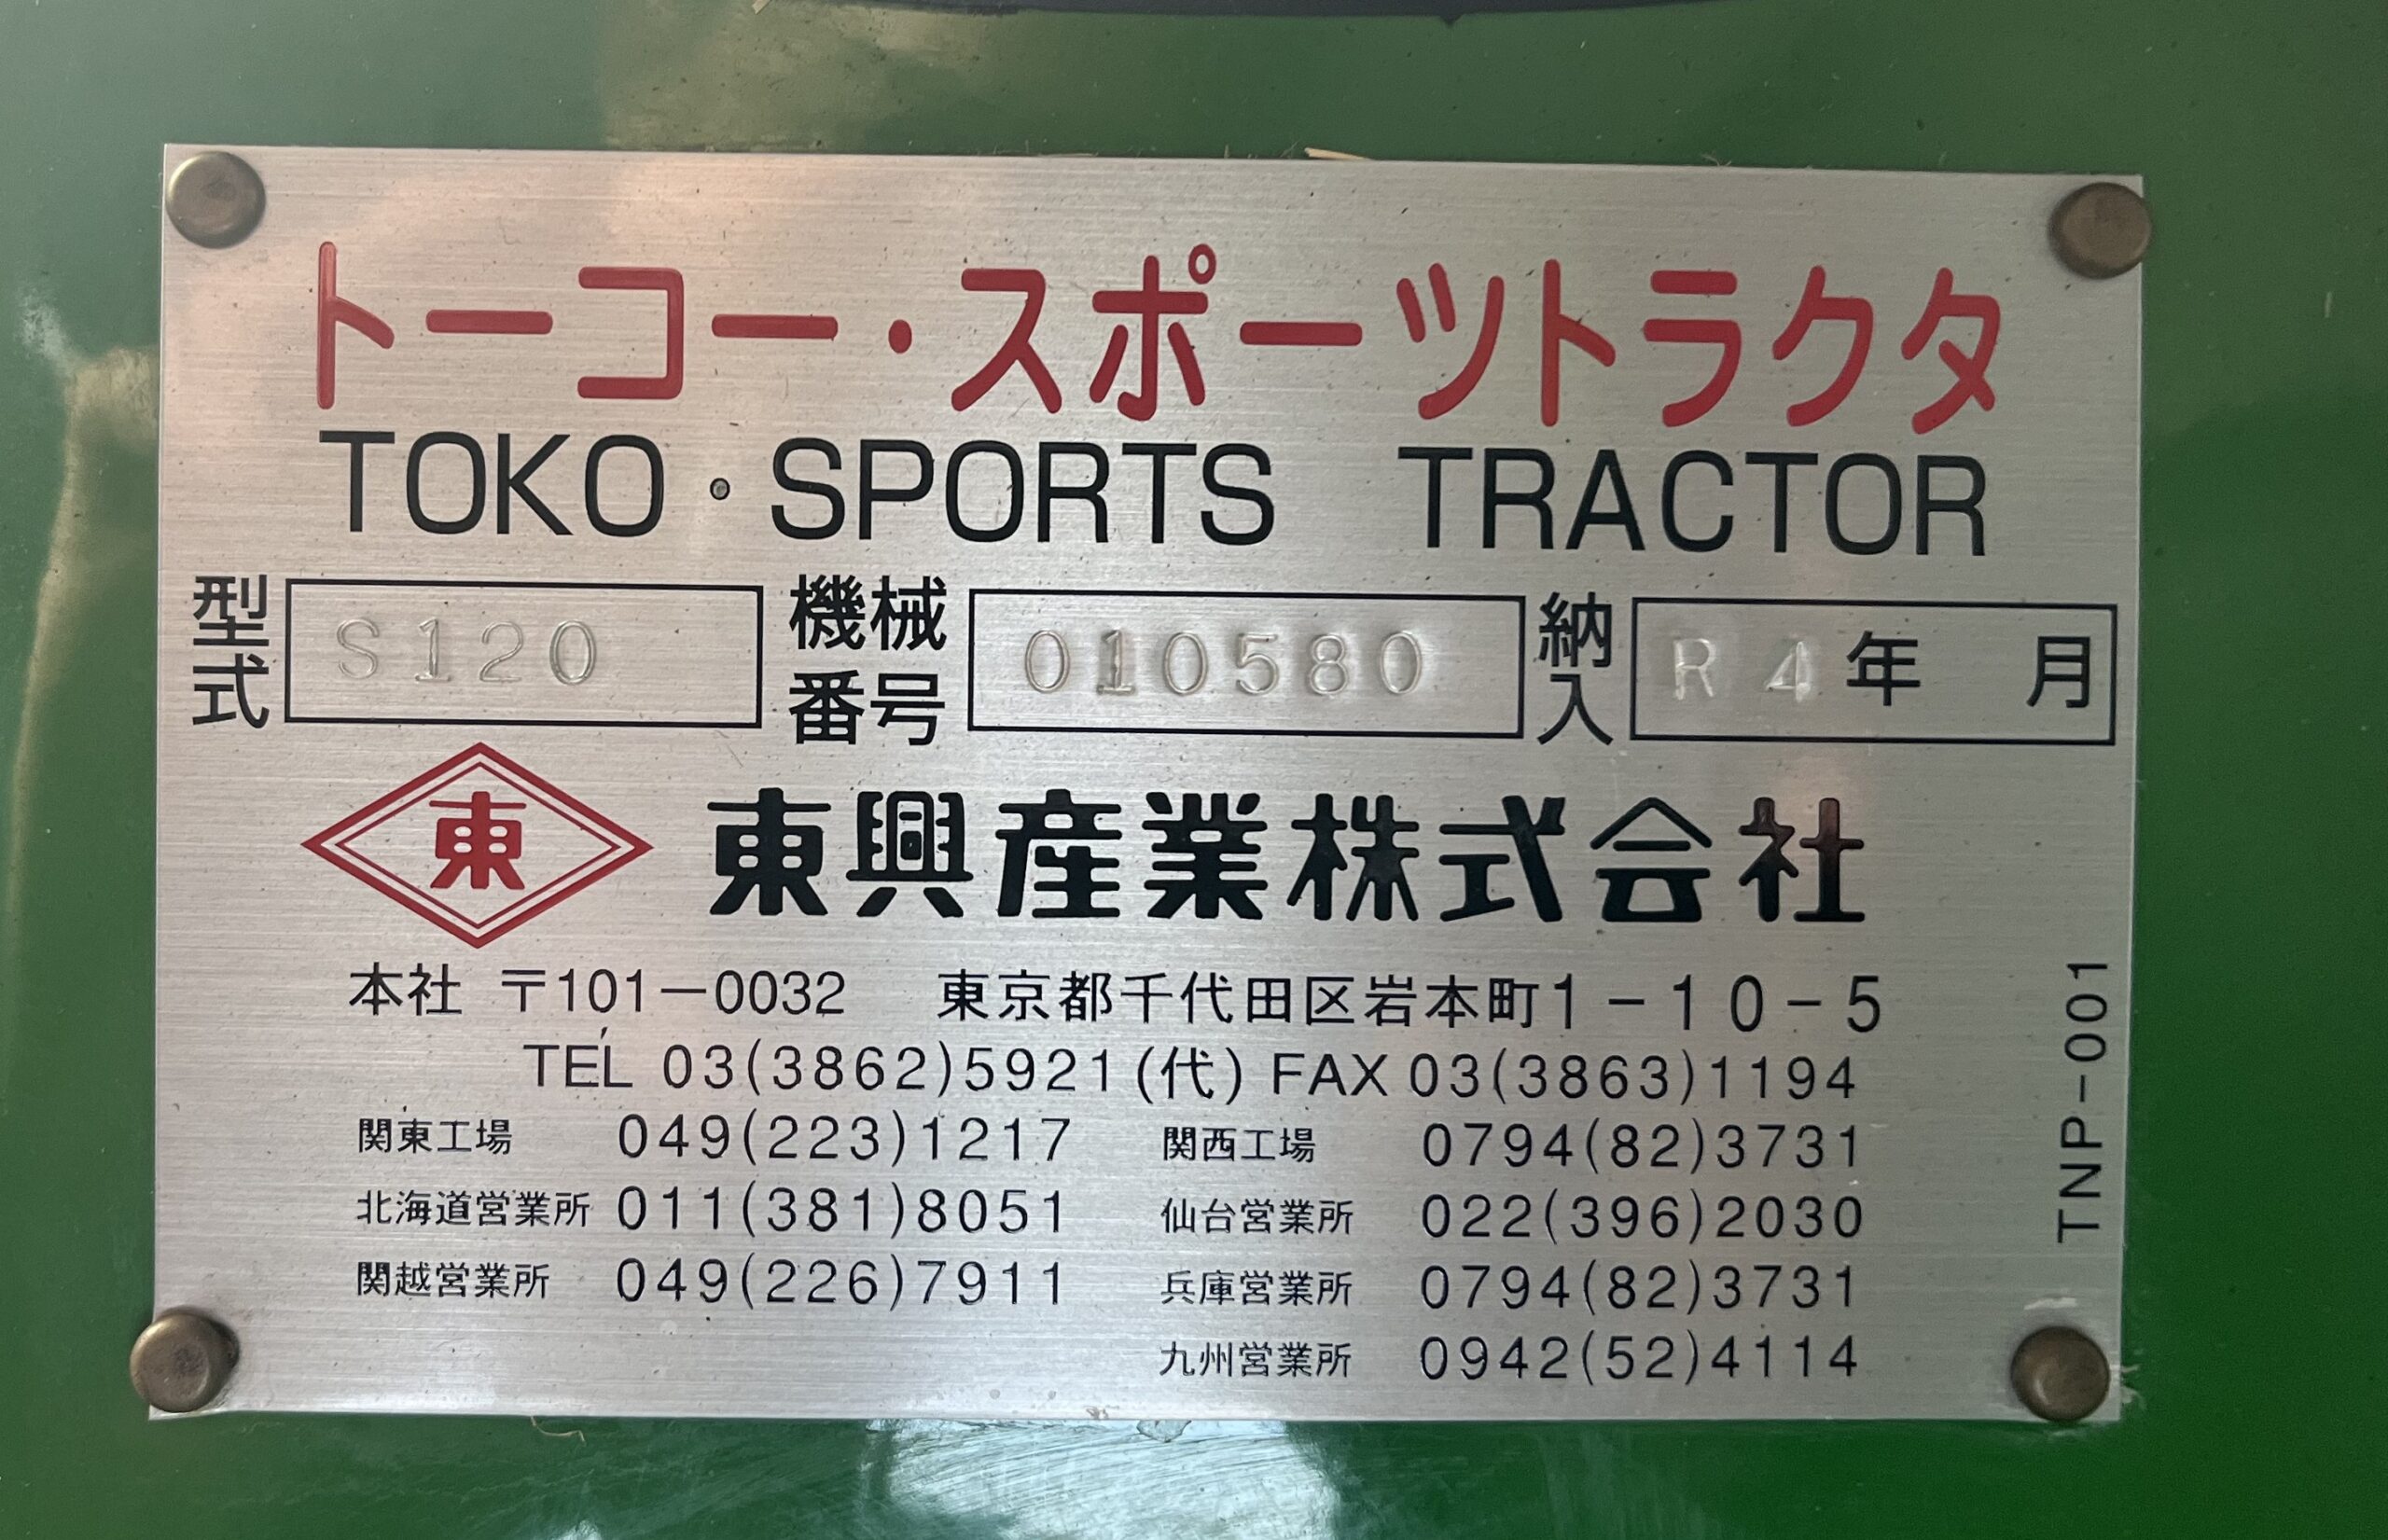 トーコー・スポーツトラクタ
TOKO・SPORTS TRACTOR
型式 S120 機械番号 010580 納入 R 4 年 月
東 東興産業株式会社
本社 〒101-0032 東京都千代田区岩本町1-10-5
TEL 03(3862)5921(代) FAX 03(3863)1194
関東工場 049(223)1217 関西工場 0794(82)3731
北海道営業所 011(381)8051 仙台営業所 022(396)2030
関越営業所 049(226)7911 兵庫営業所 0794(82)3731
九州営業所 0942(52)4114
TNP-001